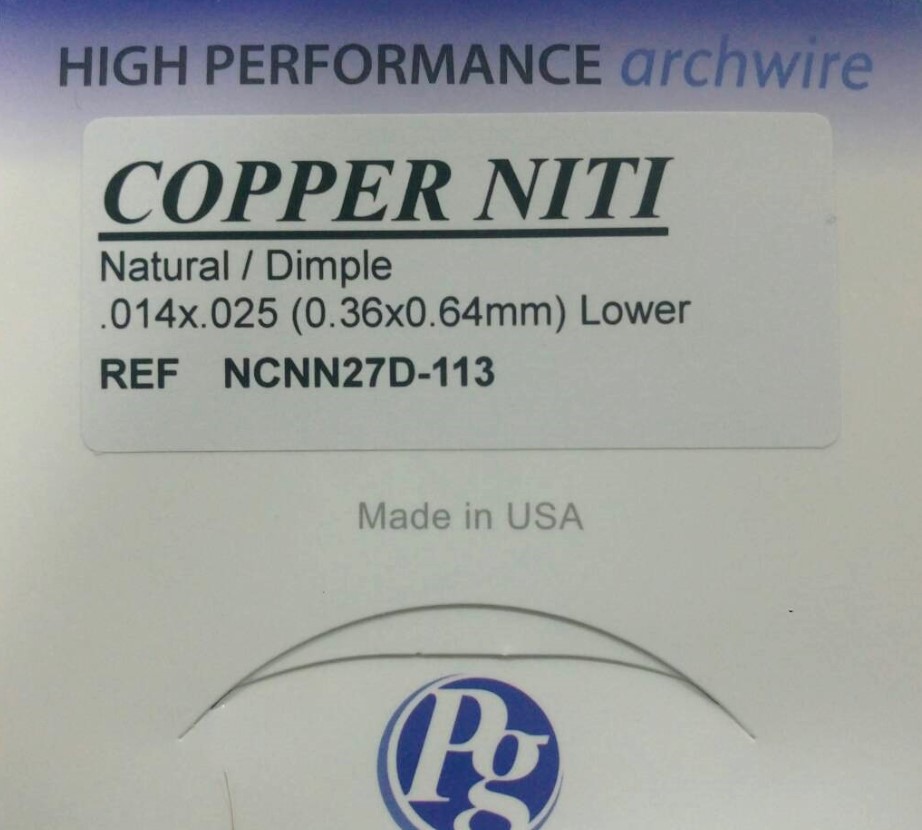 HIGH PERFORMANCE archwire
COPPER NITI
Natural / Dimple
.014x.025 (0.36x0.64mm) Lower
REF NCNN27D-113
Made in USA
Pg